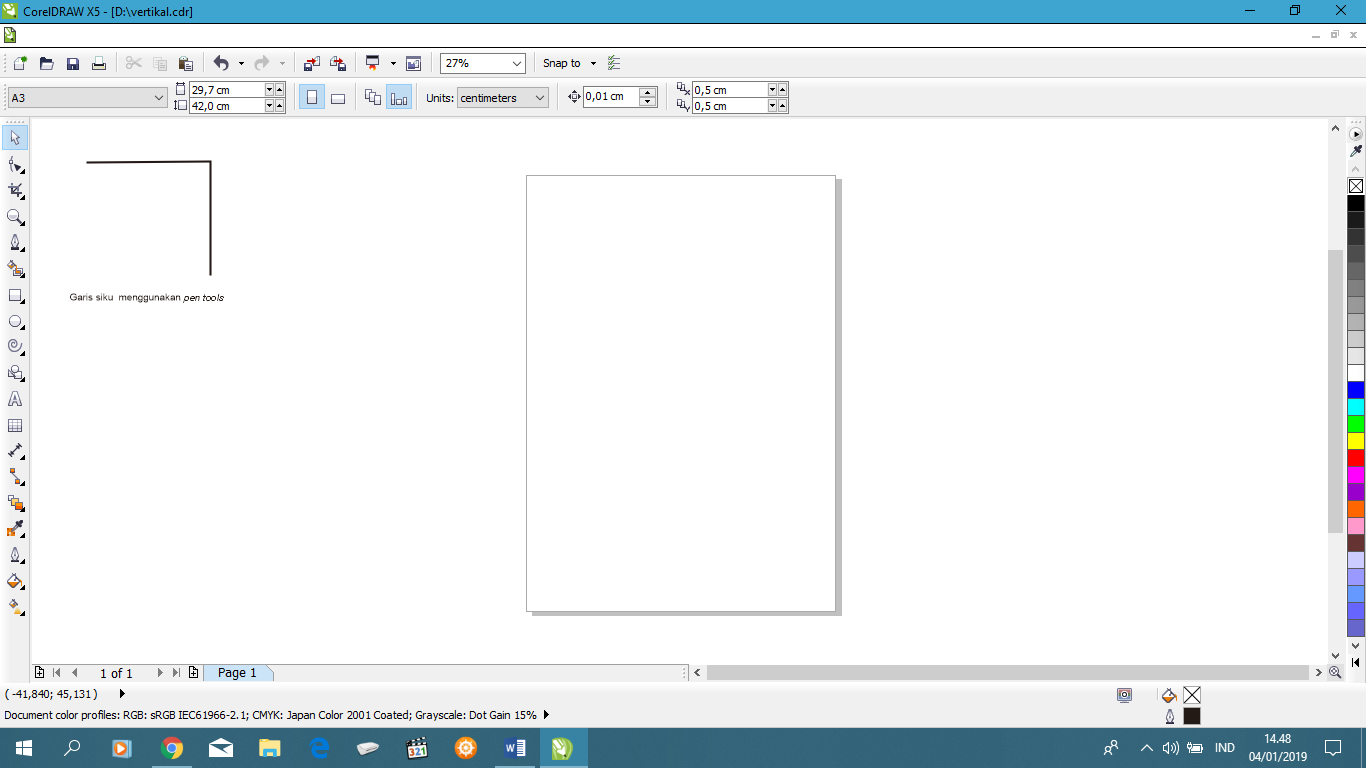 CorelDRAW X5 - [D:\vertikal.cdr]
27%
Snap to
A3
29,7 cm
42,0 cm
Units: centimeters
0,01 cm
0,5 cm
0,5 cm
Garis siku menggunakan pen tools
1 of 1
Page 1
( -41,840; 45,131 )
Document color profiles: RGB: sRGB IEC61966-2.1; CMYK: Japan Color 2001 Coated; Grayscale: Dot Gain 15%
321
IND
14.48
04/01/2019